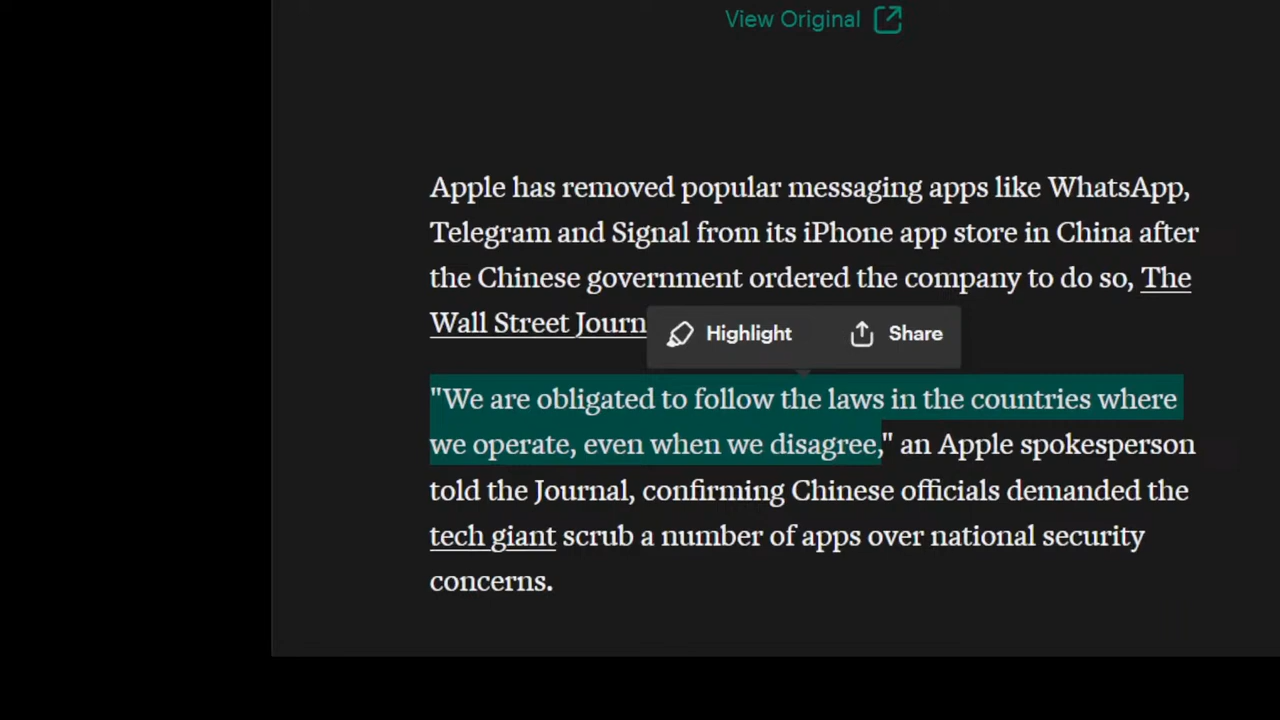 View Original
Apple has removed popular messaging apps like WhatsApp,
Telegram and Signal from its iPhone app store in China after
the Chinese government ordered the company to do so, The
Wall Street Journ
Highlight Share
"We are obligated to follow the laws in the countries where
we operate, even when we disagree," an Apple spokesperson
told the Journal, confirming Chinese officials demanded the
tech giant scrub a number of apps over national security
concerns.